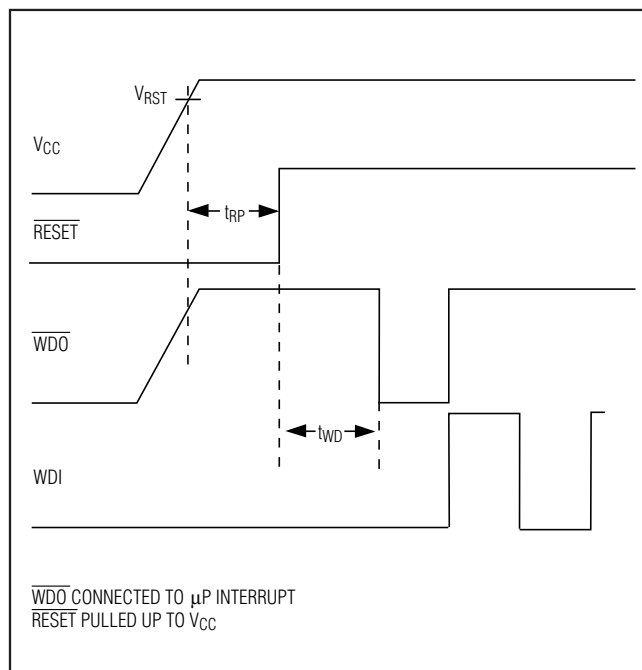 VRST
VCC
tRP
RESET
WDO
tWD
WDI
WDO CONNECTED TO μP INTERRUPT
RESET PULLED UP TO VCC